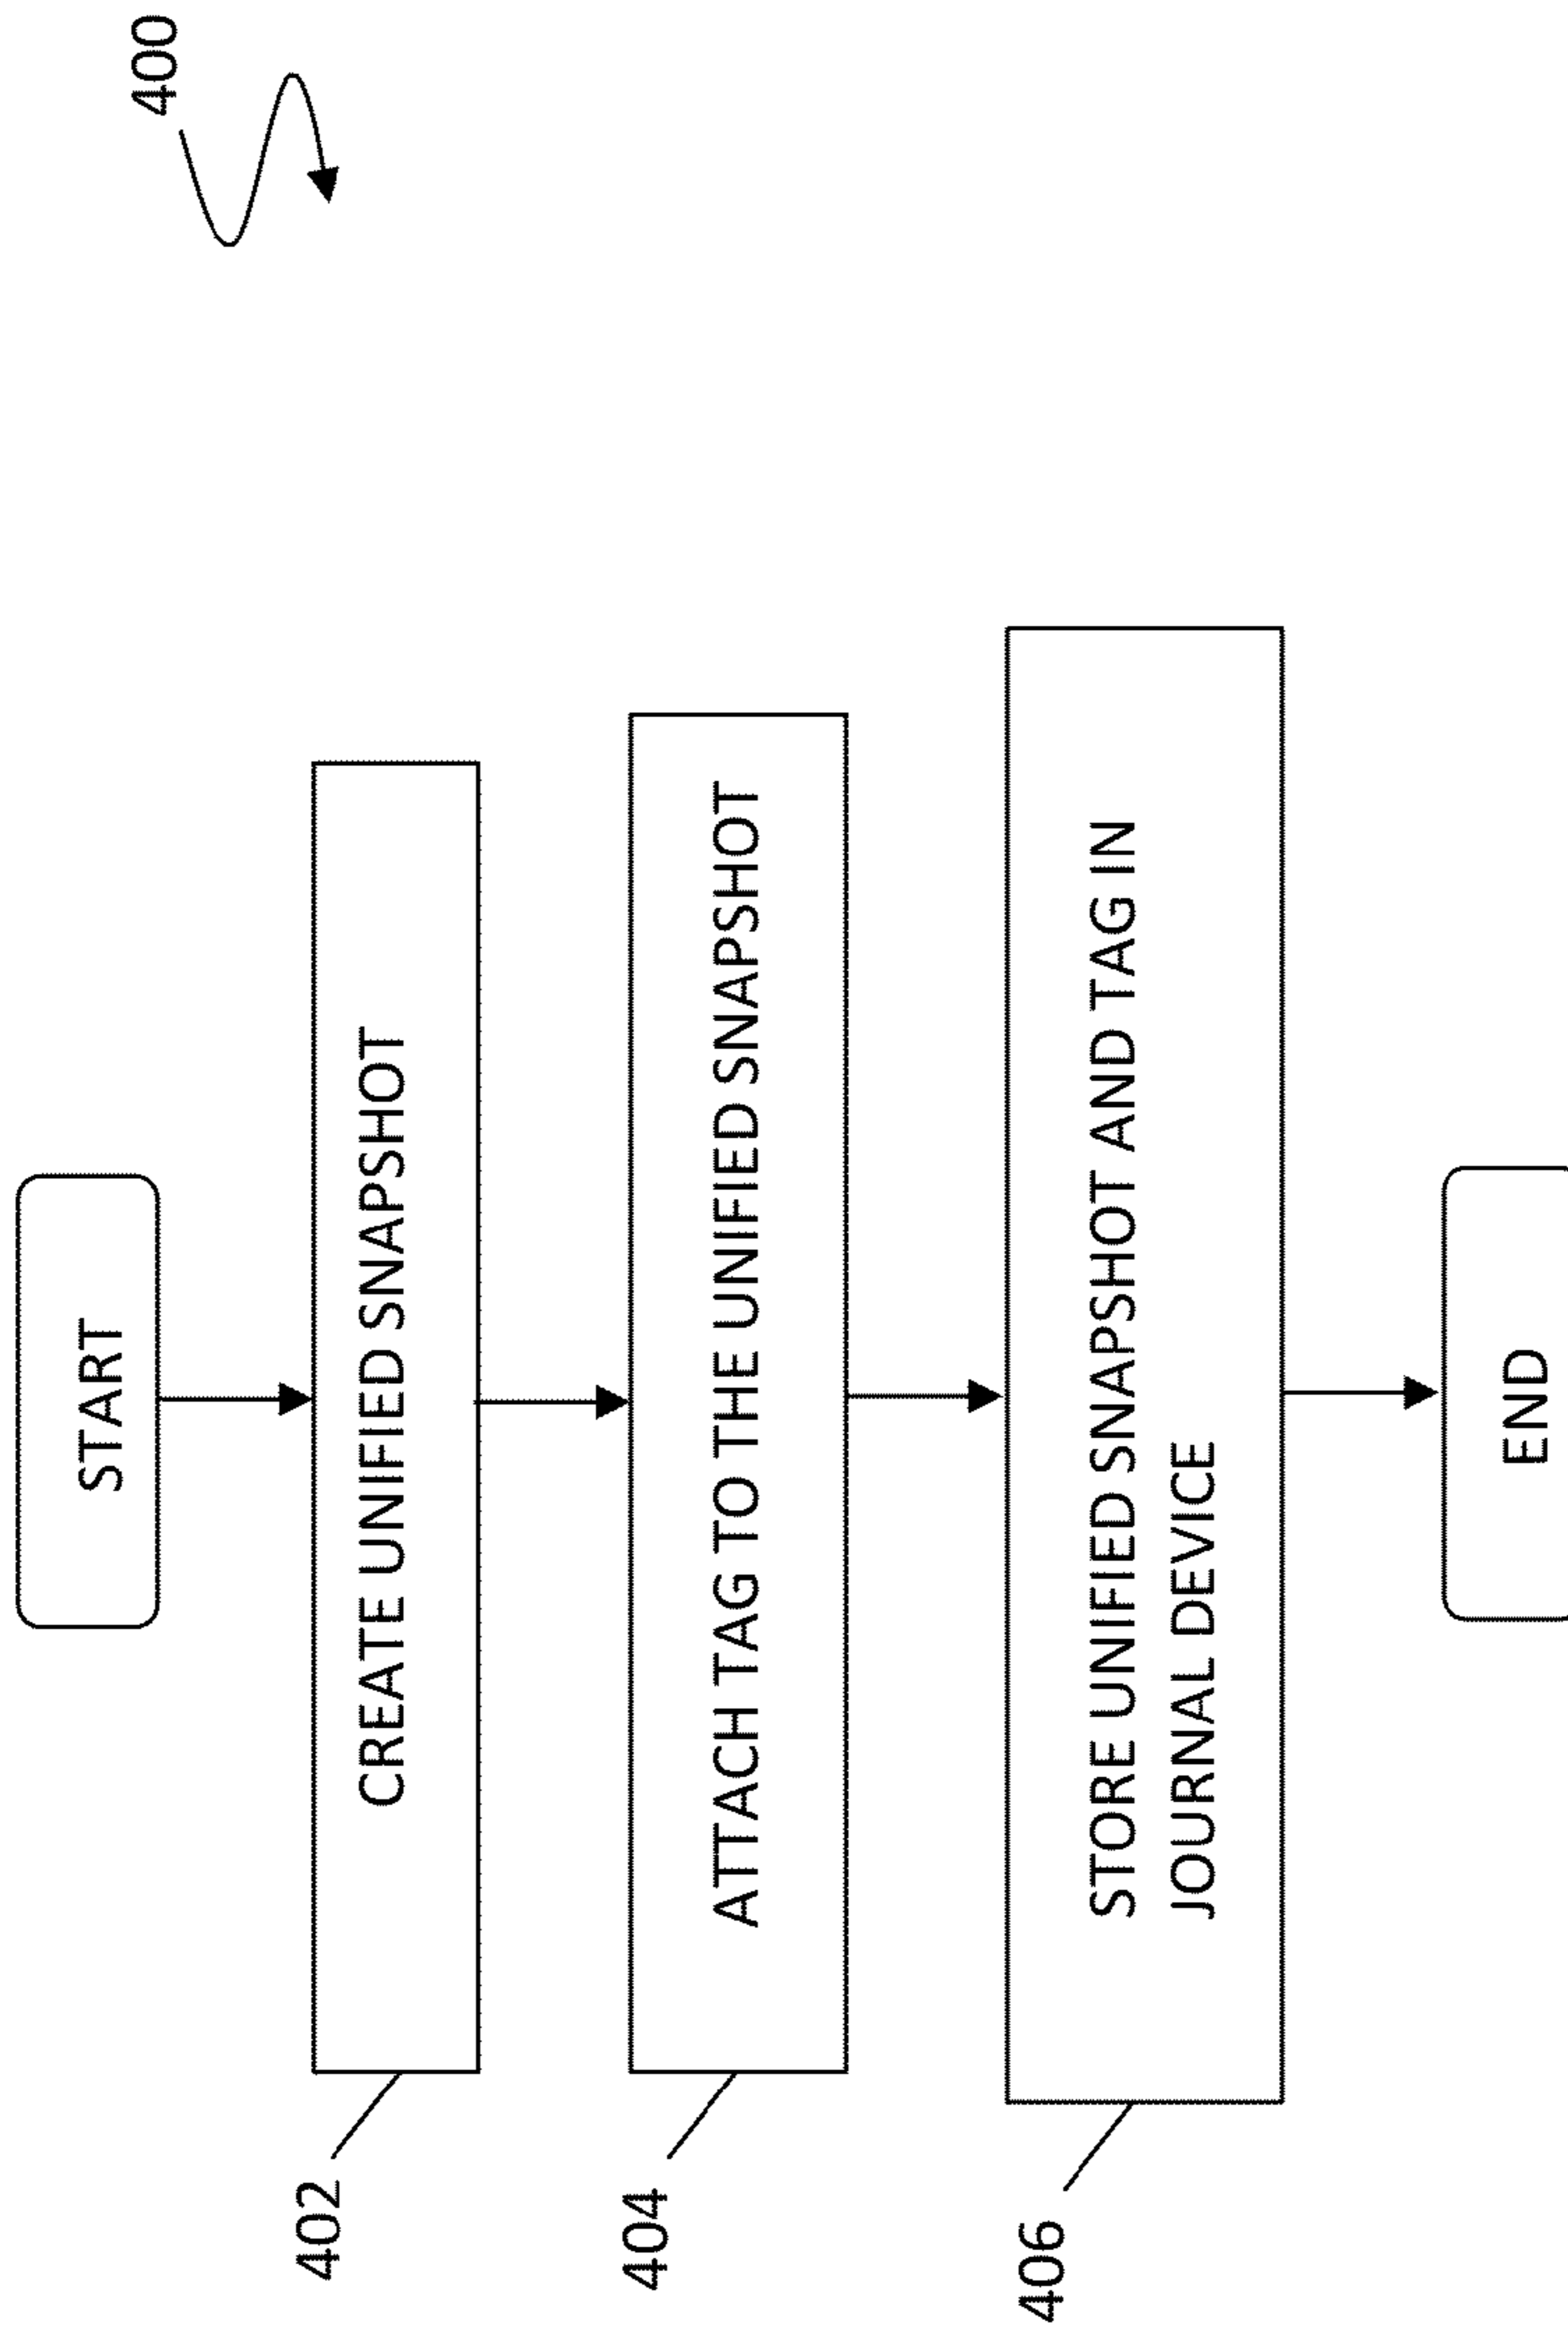 400
START
402
CREATE UNIFIED SNAPSHOT
404
ATTACH TAG TO THE UNIFIED SNAPSHOT
406
STORE UNIFIED SNAPSHOT AND TAG IN
JOURNAL DEVICE
END